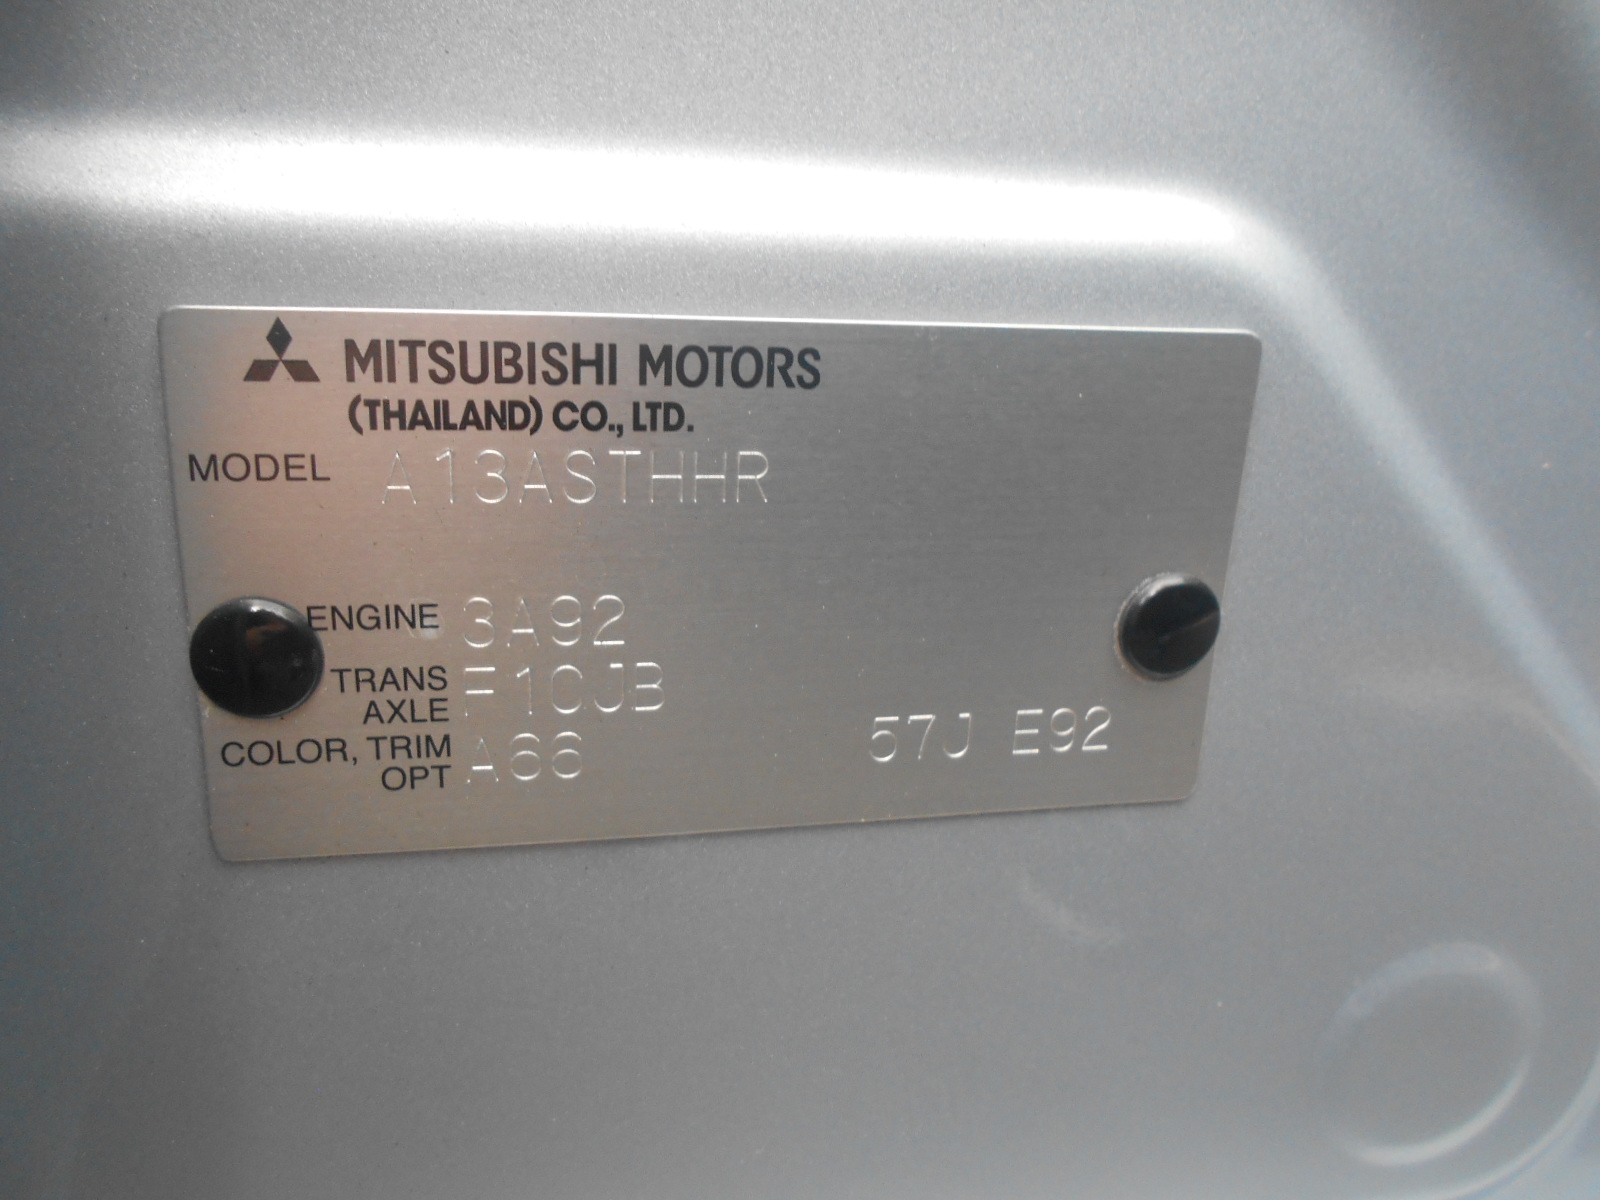 MITSUBISHI MOTORS
(THAILAND) CO., LTD.
MODEL A13ASTHHR
ENGINE 3A92
TRANS AXLE F1CJB
COLOR, TRIM OPT A66 57J E92